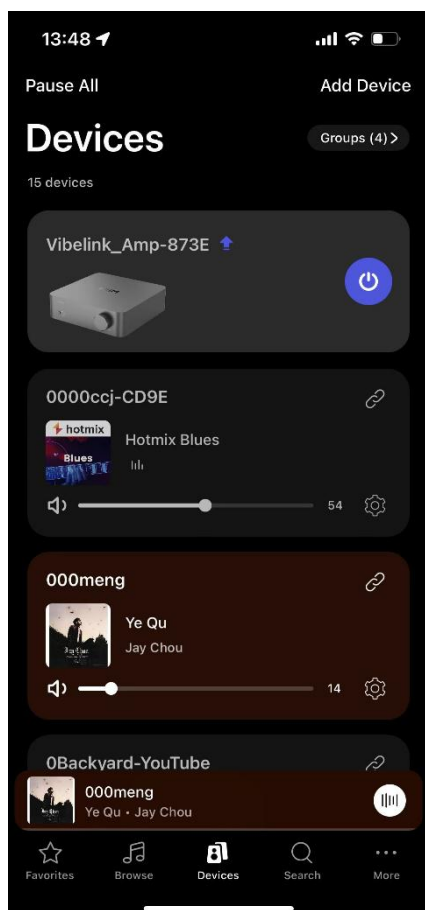 13:48
Pause All
Add Device
Devices
Groups (4) >
15 devices
Vibelink_Amp-873E
0000ccj-CD9E
hotmix
Blues
Hotmix Blues
54
000meng
Jay Chou
Ye Qu
Jay Chou
14
0Backyard-YouTube
000meng
Ye Qu • Jay Chou
Favorites
Browse
Devices
Search
More